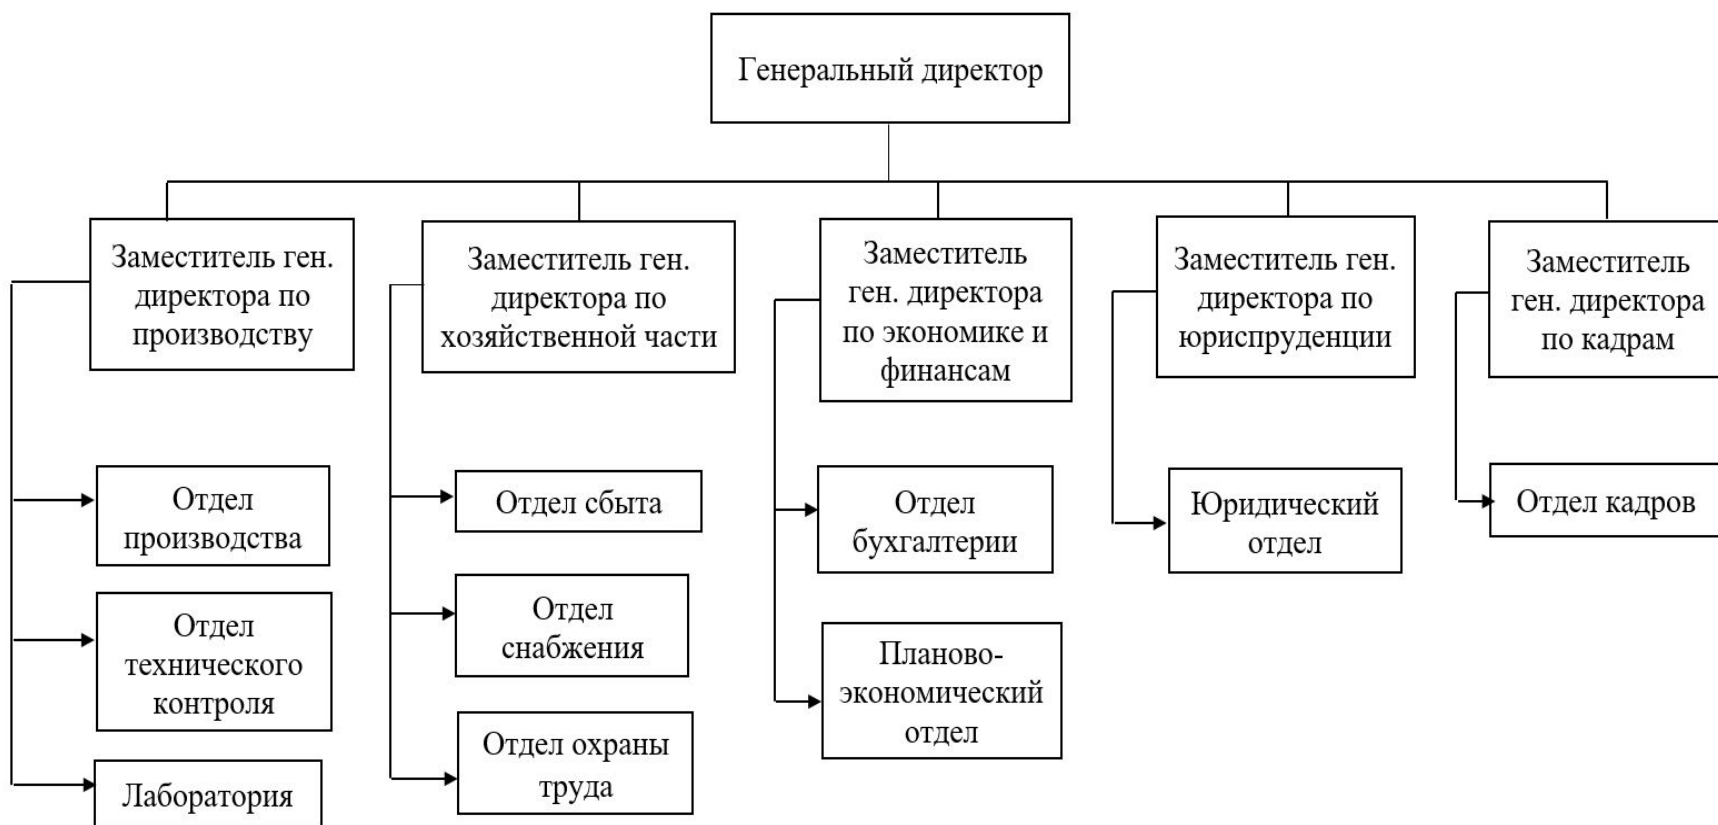 Генеральный директор
Заместитель ген.
директора по
производству
Заместитель ген.
директора по
хозяйственной части
Заместитель
ген. директора
по экономике и
финансам
Заместитель ген.
директора по
юриспруденции
Заместитель
ген. директора
по кадрам
Отдел
производства
Отдел
технического
контроля
Лаборатория
Отдел сбыта
Отдел
снабжения
Отдел охраны
труда
Отдел
бухгалтерии
Планово-
экономический
отдел
Юридический
отдел
Отдел кадров